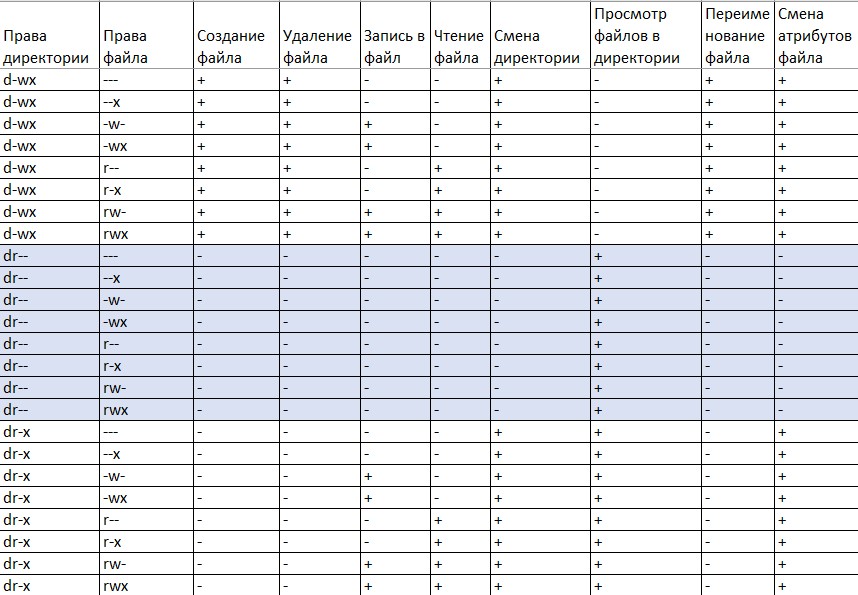 Права директории | Права файла | Создание файла | Удаление файла | Запись в файл | Чтение файла | Смена директории | Просмотр файлов в директории | Переиме нование файла | Смена атрибутов файла
d-wx | --- | + | + | - | - | + | - | + | +
d-wx | --x | + | + | - | - | + | - | + | +
d-wx | -w- | + | + | + | - | + | - | + | +
d-wx | -wx | + | + | + | - | + | - | + | +
d-wx | r-- | + | + | - | + | + | - | + | +
d-wx | r-x | + | + | - | + | + | - | + | +
d-wx | rw- | + | + | + | + | + | - | + | +
d-wx | rwx | + | + | + | + | + | - | + | +
dr-- | --- | - | - | - | - | - | + | - | -
dr-- | --x | - | - | - | - | - | + | - | -
dr-- | -w- | - | - | - | - | - | + | - | -
dr-- | -wx | - | - | - | - | - | + | - | -
dr-- | r-- | - | - | - | - | - | + | - | -
dr-- | r-x | - | - | - | - | - | + | - | -
dr-- | rw- | - | - | - | - | - | + | - | -
dr-- | rwx | - | - | - | - | - | + | - | -
dr-x | --- | - | - | - | - | + | + | - | +
dr-x | --x | - | - | - | - | + | + | - | +
dr-x | -w- | - | - | + | - | + | + | - | +
dr-x | -wx | - | - | + | - | + | + | - | +
dr-x | r-- | - | - | - | + | + | + | - | +
dr-x | r-x | - | - | - | + | + | + | - | +
dr-x | rw- | - | - | + | + | + | + | - | +
dr-x | rwx | - | - | + | + | + | + | - | +